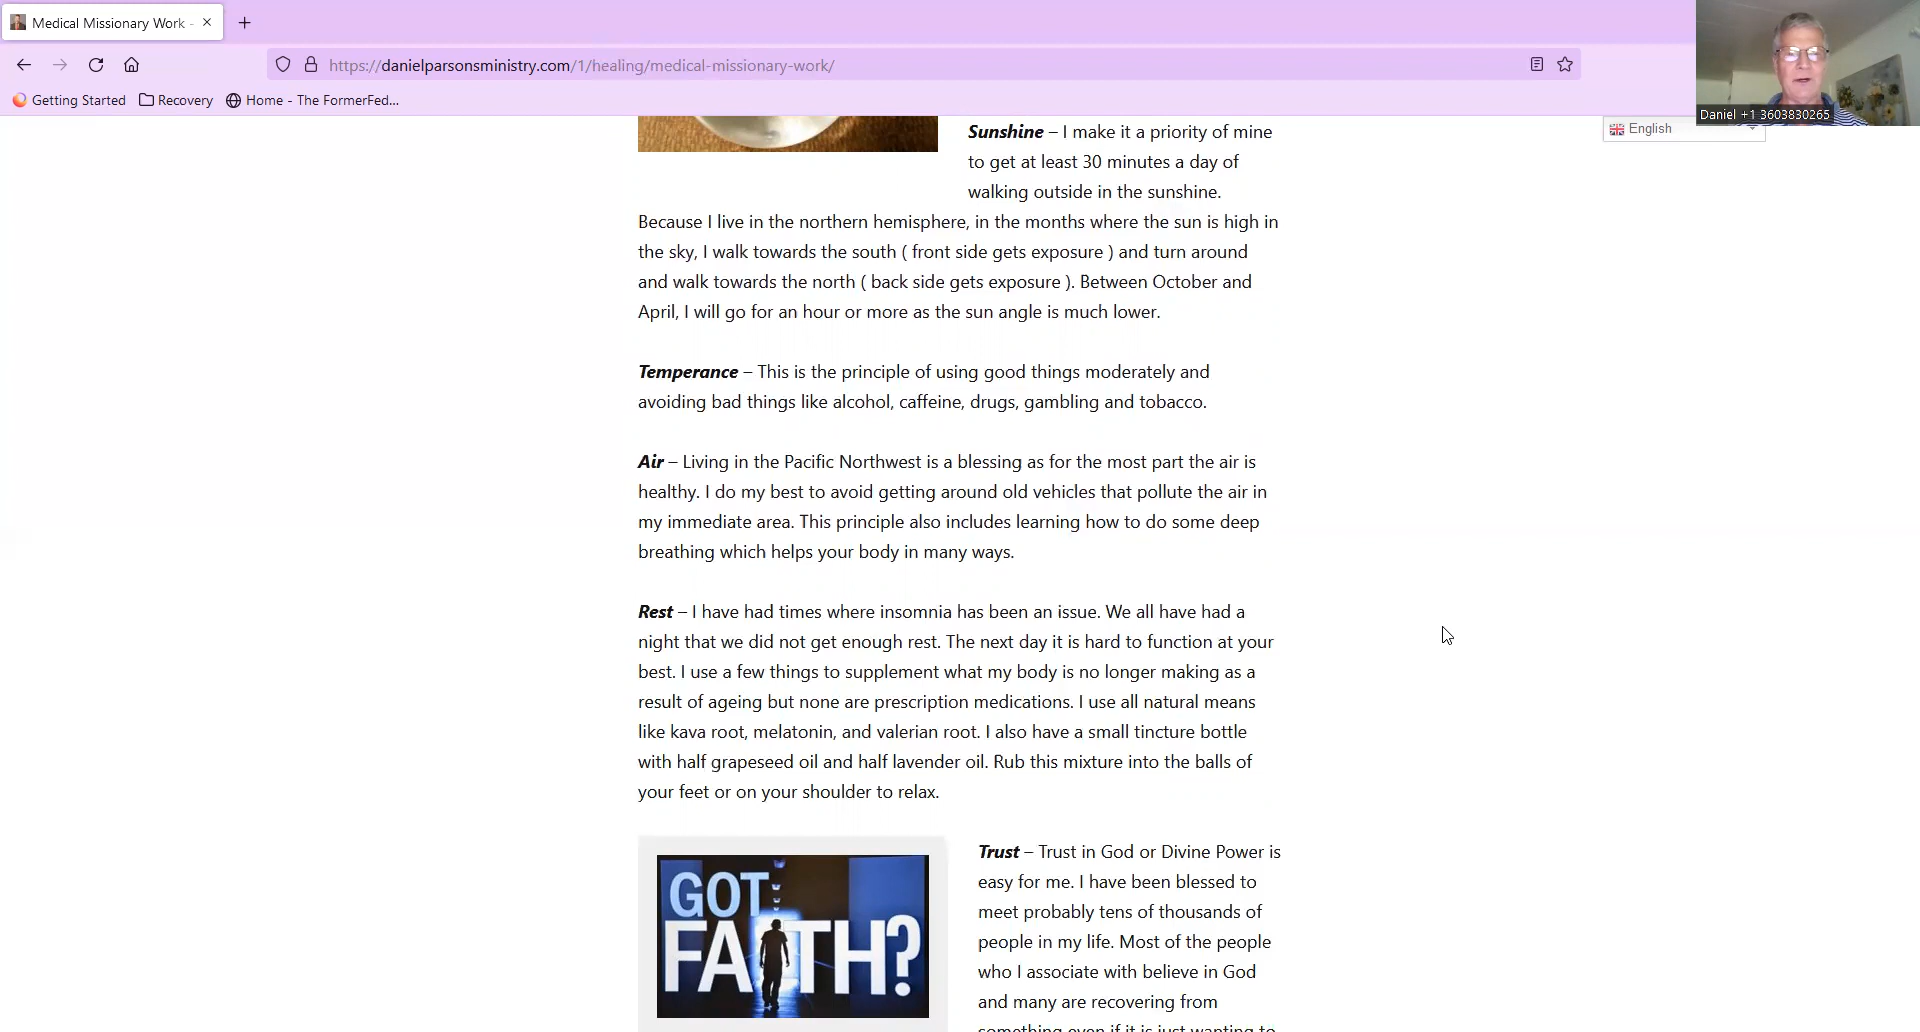 Medical Missionary Work -
https://danielparsonsministry.com/1/healing/medical-missionary-work/
Getting Started
Recovery
Home - The FormerFed...
Daniel +1 3603830265
English
Sunshine – I make it a priority of mine
to get at least 30 minutes a day of
walking outside in the sunshine.
Because I live in the northern hemisphere, in the months where the sun is high in
the sky, I walk towards the south ( front side gets exposure ) and turn around
and walk towards the north ( back side gets exposure ). Between October and
April, I will go for an hour or more as the sun angle is much lower.
Temperance – This is the principle of using good things moderately and
avoiding bad things like alcohol, caffeine, drugs, gambling and tobacco.
Air – Living in the Pacific Northwest is a blessing as for the most part the air is
healthy. I do my best to avoid getting around old vehicles that pollute the air in
my immediate area. This principle also includes learning how to do some deep
breathing which helps your body in many ways.
Rest – I have had times where insomnia has been an issue. We all have had a
night that we did not get enough rest. The next day it is hard to function at your
best. I use a few things to supplement what my body is no longer making as a
result of ageing but none are prescription medications. I use all natural means
like kava root, melatonin, and valerian root. I also have a small tincture bottle
with half grapeseed oil and half lavender oil. Rub this mixture into the balls of
your feet or on your shoulder to relax.
GOT
FAITH?
Trust – Trust in God or Divine Power is
easy for me. I have been blessed to
meet probably tens of thousands of
people in my life. Most of the people
who I associate with believe in God
and many are recovering from
something even if it is just wanting to